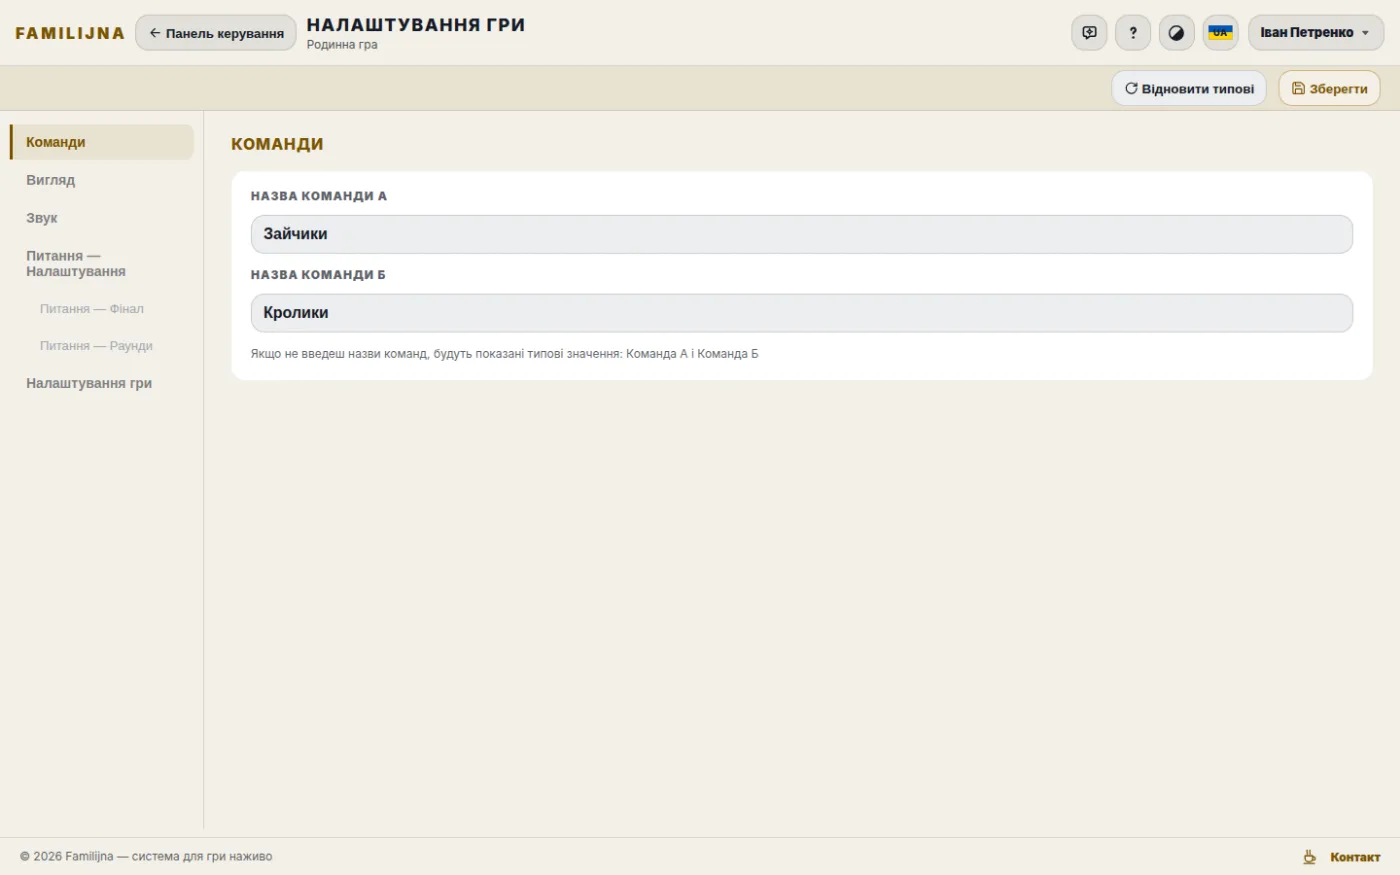 FAMILIJNA
← Панель керування
НАЛАШТУВАННЯ ГРИ
Родинна гра
?
UA
Іван Петренко
Відновити типові
Зберегти
Команди
Вигляд
Звук
Питання —
Налаштування
Питання — Фінал
Питання — Раунди
Налаштування гри
КОМАНДИ
НАЗВА КОМАНДИ А
Зайчики
НАЗВА КОМАНДИ Б
Кролики
Якщо не введеш назви команд, будуть показані типові значення: Команда А і Команда Б
© 2026 Familijna — система для гри наживо
Контакт